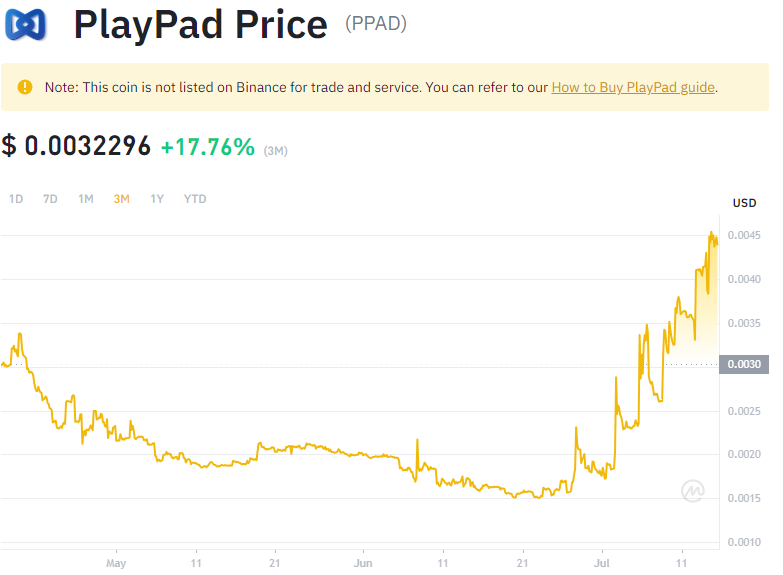 PlayPad Price (PPAD)
Note: This coin is not listed on Binance for trade and service. You can refer to our How to Buy PlayPad guide.
$ 0.0032296 +17.76% (3M)
1D 7D 1M 3M 1Y YTD
USD
0.0045
0.0040
0.0035
0.0030
0.0025
0.0020
0.0015
0.0010
May 11 21 Jun 11 21 Jul 11